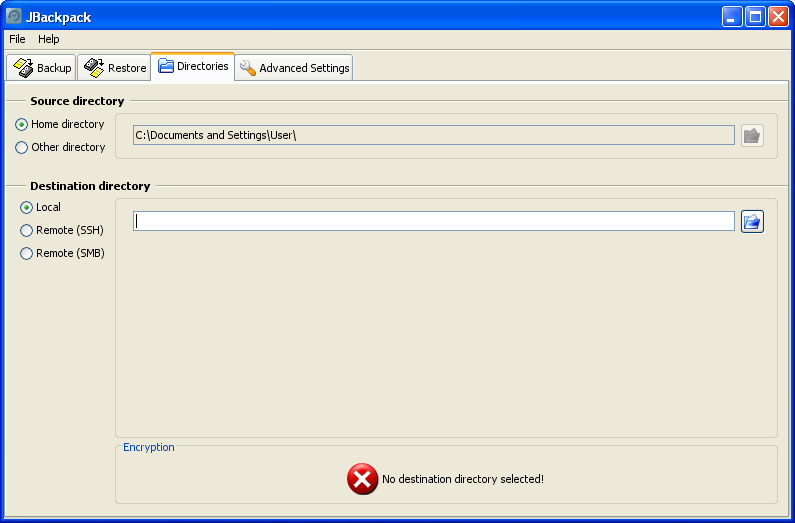 JBackpack
File Help
Backup Restore Directories Advanced Settings
Source directory
Home directory
C:\Documents and Settings\User\
Other directory
Destination directory
Local
Remote (SSH)
Remote (SMB)
Encryption
No destination directory selected!